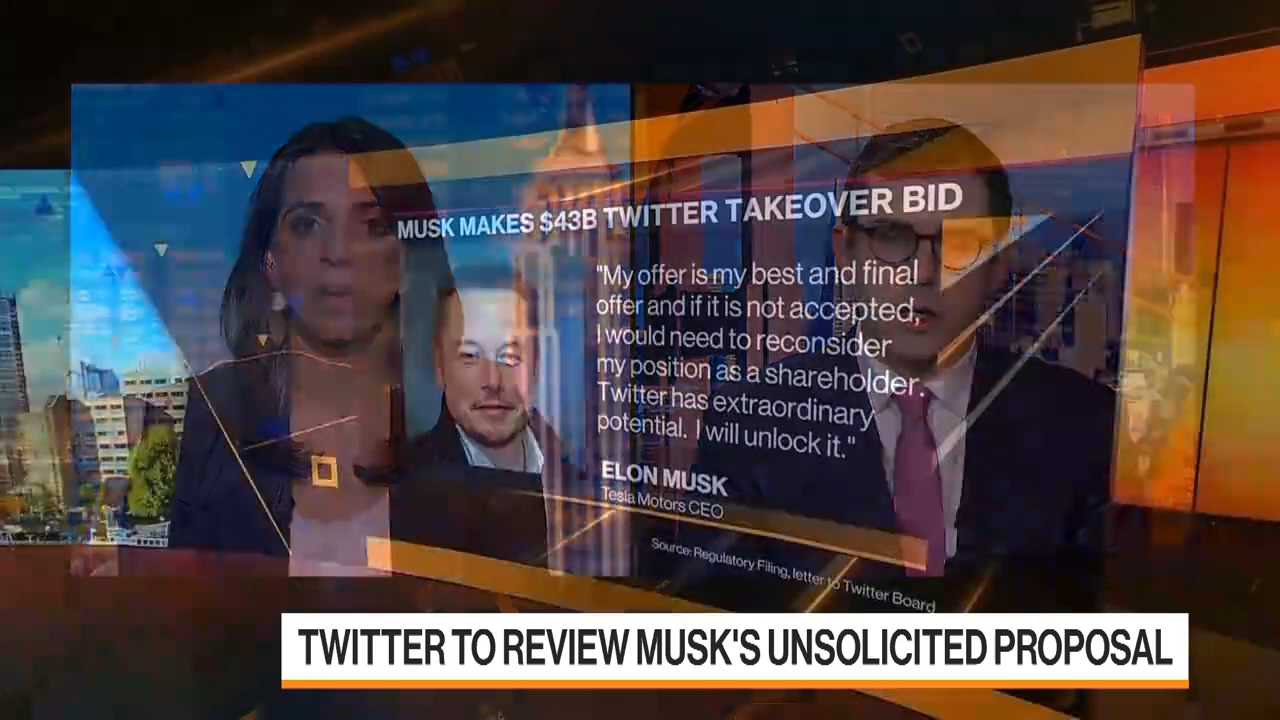 MUSK MAKES $43B TWITTER TAKEOVER BID
"My offer is my best and final
offer and if it is not accepted,
I would need to reconsider
my position as a shareholder.
Twitter has extraordinary
potential. I will unlock it."
ELON MUSK
Tesla Motors CEO
Source: Regulatory Filing, letter to Twitter Board
TWITTER TO REVIEW MUSK'S UNSOLICITED PROPOSAL